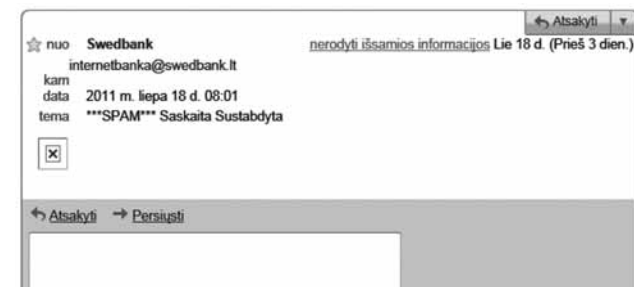 Atsakyti
nuo Swedbank nerodyti išsamios informacijos Lie 18 d. (Prieš 3 dien.)
internetbanka@swedbank.lt
kam
data 2011 m. liepa 18 d. 08:01
tema ***SPAM*** Saskaita Sustabdyta
Atsakyti Persiųsti